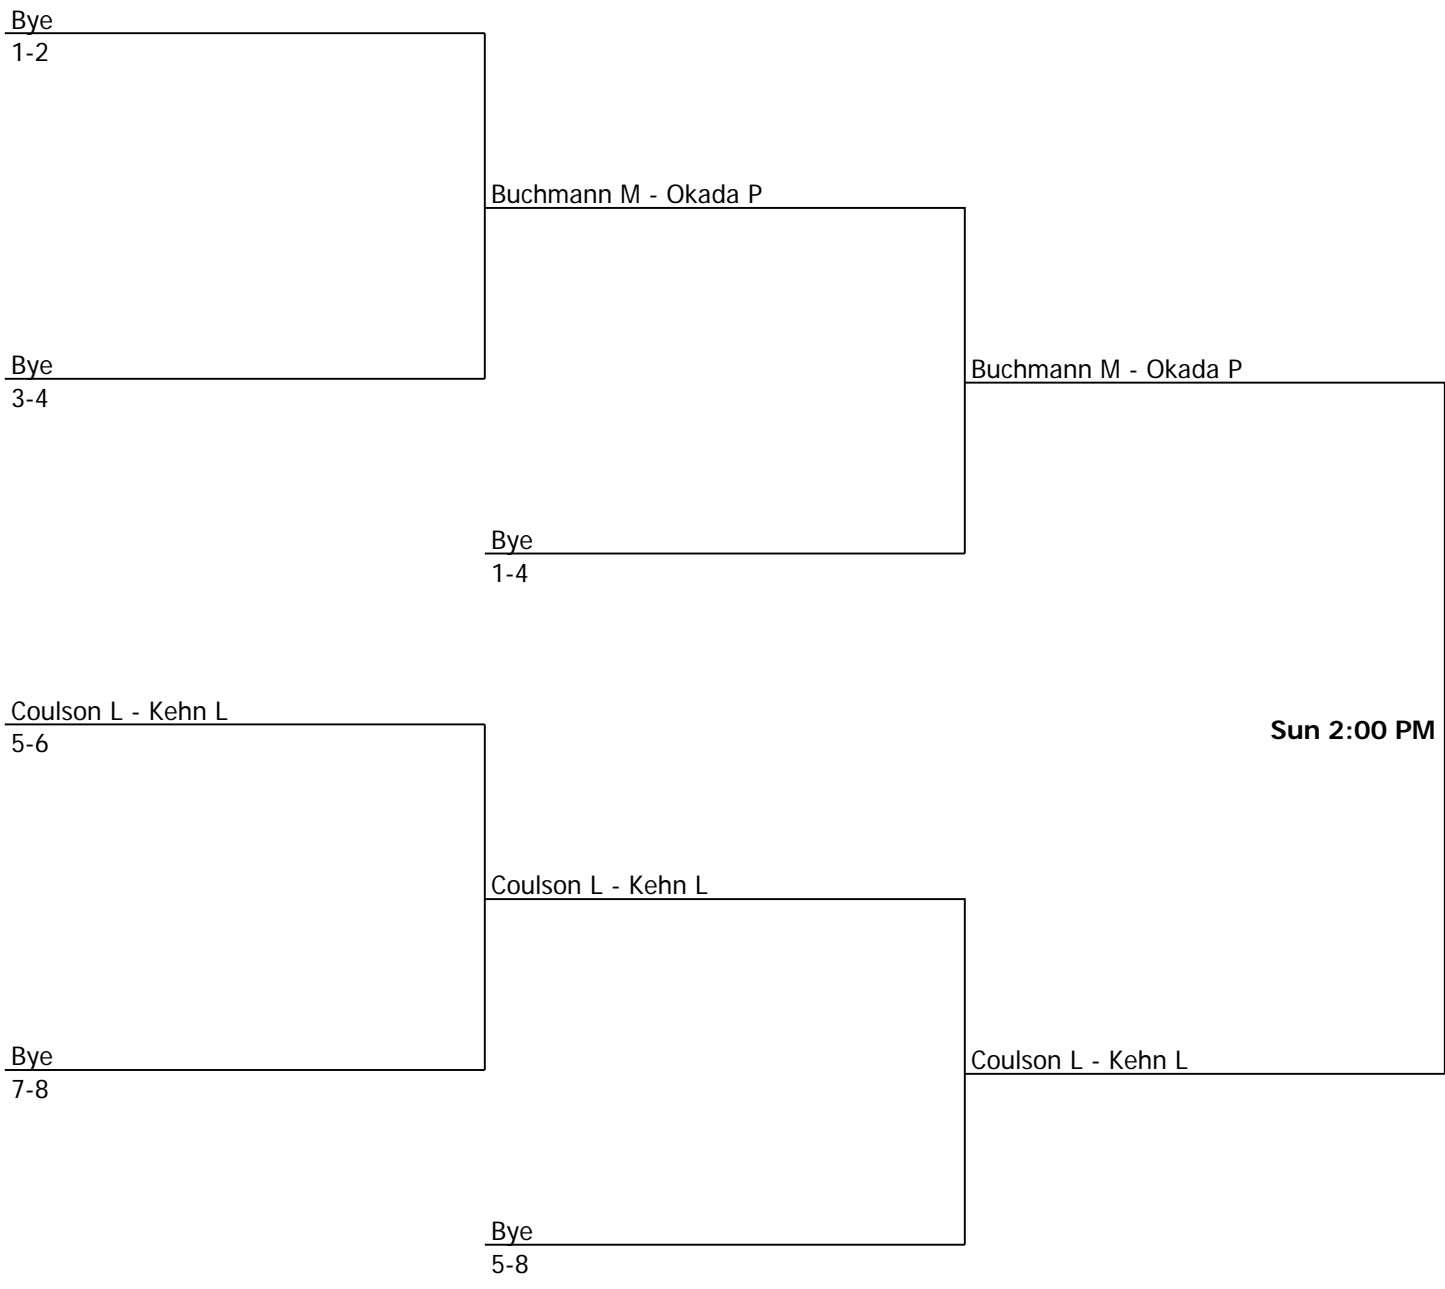 Bye
1-2
Buchmann M - Okada P
Bye
3-4
Buchmann M - Okada P
Bye
1-4
Coulson L - Kehn L
5-6
Sun 2:00 PM
Coulson L - Kehn L
Bye
7-8
Coulson L - Kehn L
Bye
5-8